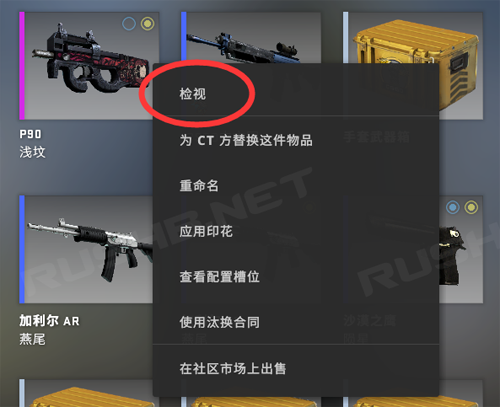 检视
P90
浅坟
为 CT 方替换这件物品
重命名
应用印花
查看配置槽位
加利尔 AR
燕尾
使用汰换合同
在社区市场上出售